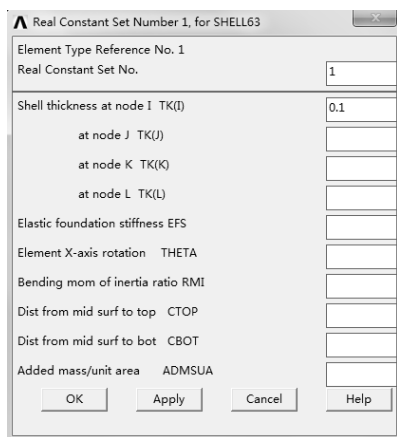 Real Constant Set Number 1, for SHELL63
Element Type Reference No. 1
Real Constant Set No. 1
Shell thickness at node I TK(I) 0.1
at node J TK(J)
at node K TK(K)
at node L TK(L)
Elastic foundation stiffness EFS
Element X-axis rotation THETA
Bending mom of inertia ratio RMI
Dist from mid surf to top CTOP
Dist from mid surf to bot CBOT
Added mass/unit area ADMSUA
OK Apply Cancel Help